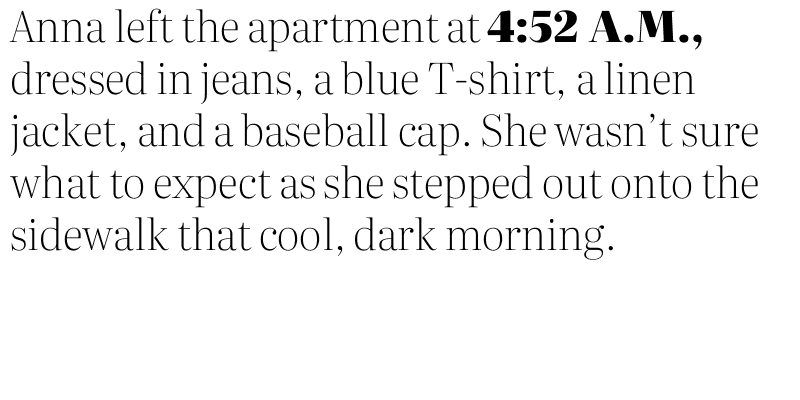 Anna left the apartment at 4:52 A.M.,
dressed in jeans, a blue T-shirt, a linen
jacket, and a baseball cap. She wasn’t sure
what to expect as she stepped out onto the
sidewalk that cool, dark morning.